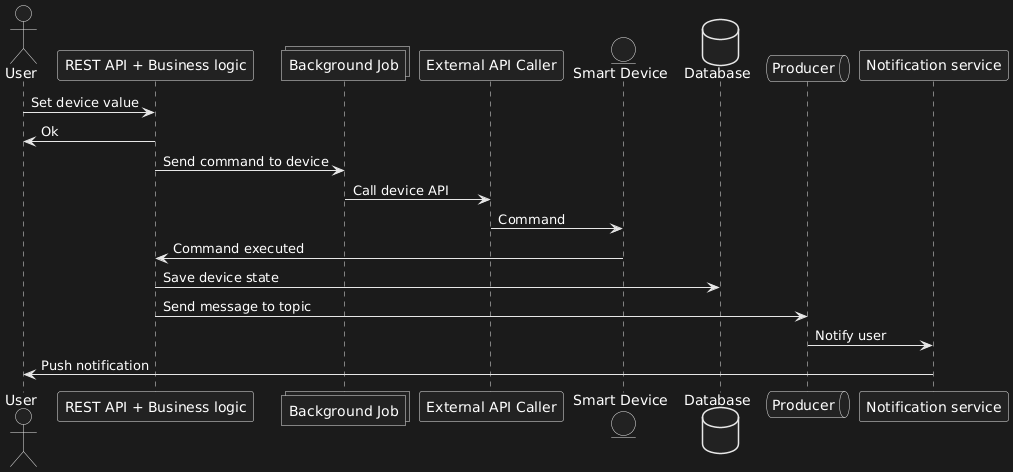 User
REST API + Business logic
Background Job
External API Caller
Smart Device
Database
Producer
Notification service
Set device value
Ok
Send command to device
Call device API
Command
Command executed
Save device state
Send message to topic
Notify user
Push notification
User
REST API + Business logic
Background Job
External API Caller
Smart Device
Database
Producer
Notification service